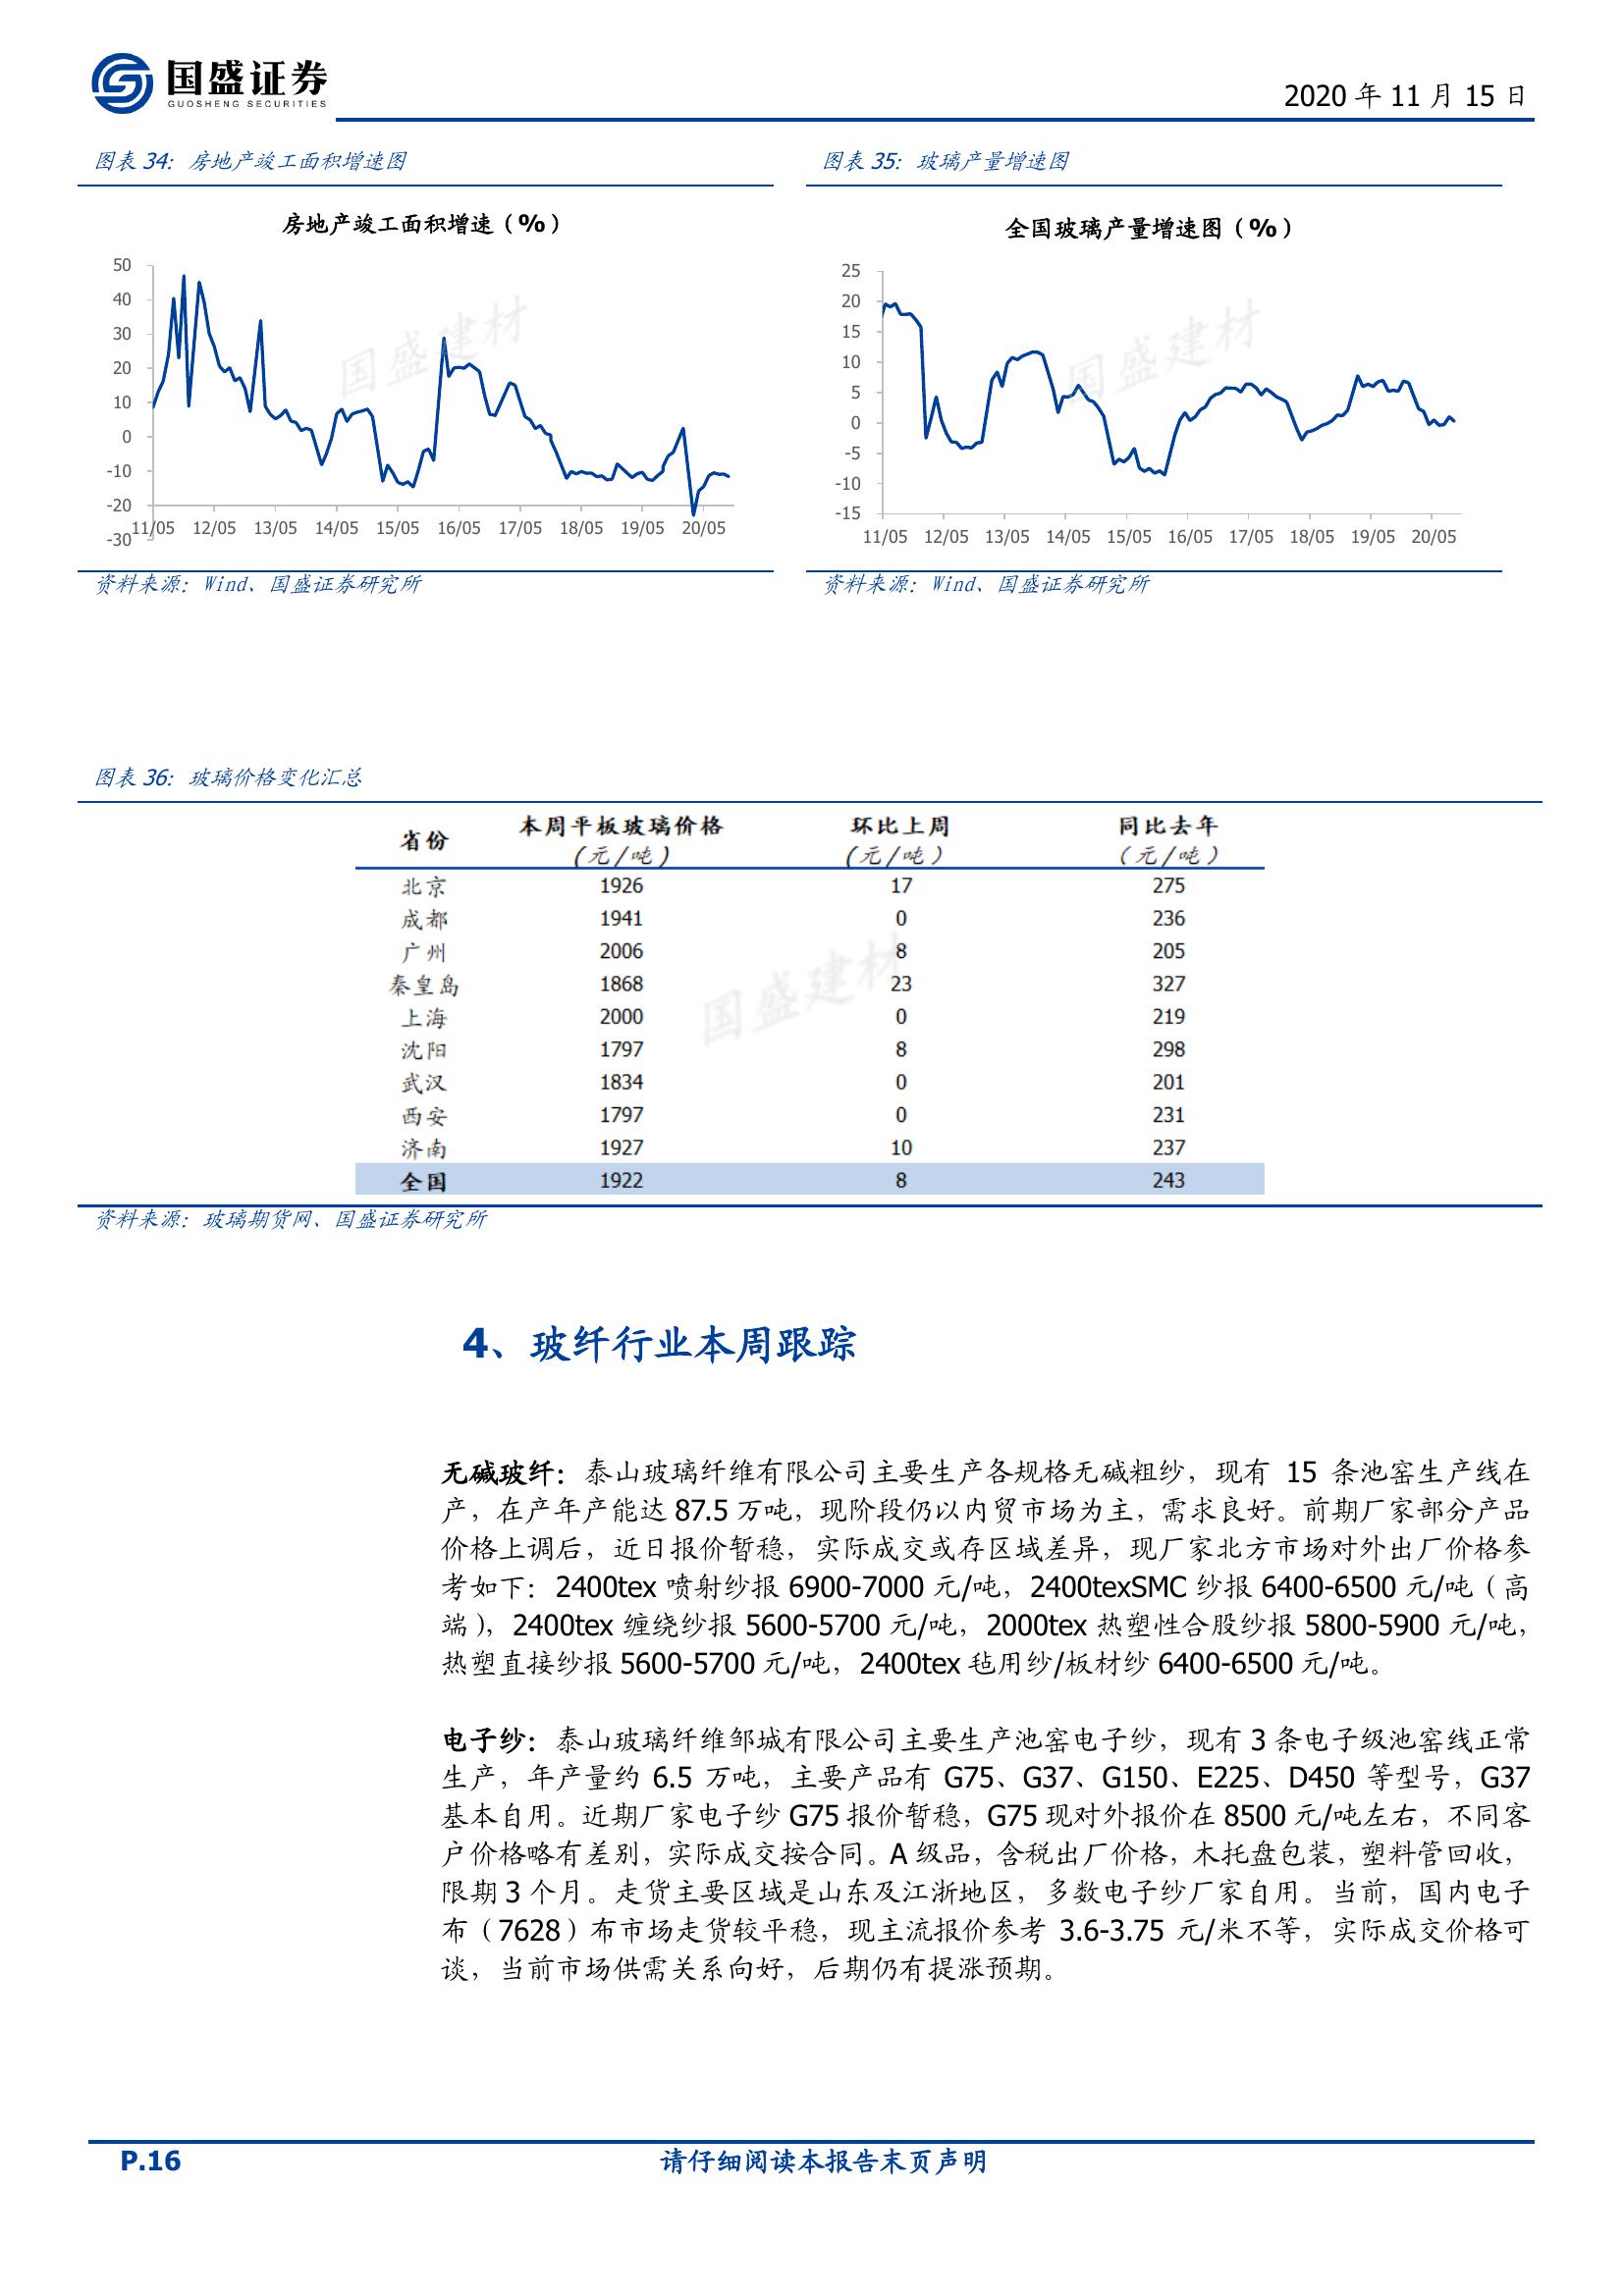 国盛证券
GUOSHENG SECURITIES
2020 年 11 月 15 日
图表 34：房地产竣工面积增速图
图表 35：玻璃产量增速图
房地产竣工面积增速（%）
50
40
30
20
10
0
-10
-20
-30
11/05 12/05 13/05 14/05 15/05 16/05 17/05 18/05 19/05 20/05
国盛建材
全国玻璃产量增速图（%）
25
20
15
10
5
0
-5
-10
-15
11/05 12/05 13/05 14/05 15/05 16/05 17/05 18/05 19/05 20/05
国盛建材
资料来源：Wind、国盛证券研究所
资料来源：Wind、国盛证券研究所
图表 36：玻璃价格变化汇总
省份 本周平板玻璃价格 环比上周 同比去年
（元/吨） （元/吨） （元/吨）
北京 1926 17 275
成都 1941 0 236
广州 2006 8 205
秦皇岛 1868 23 327
上海 2000 0 219
沈阳 1797 8 298
武汉 1834 0 201
西安 1797 0 231
济南 1927 10 237
全国 1922 8 243
国盛建材
资料来源：玻璃期货网、国盛证券研究所
4、玻纤行业本周跟踪
无碱玻纤：泰山玻璃纤维有限公司主要生产各规格无碱粗纱，现有 15 条池窑生产线在
产，在产年产能达 87.5 万吨，现阶段仍以内贸市场为主，需求良好。前期厂家部分产品
价格上调后，近日报价暂稳，实际成交或存区域差异，现厂家北方市场对外出厂价格参
考如下：2400tex 喷射纱报 6900-7000 元/吨，2400texSMC 纱报 6400-6500 元/吨（高
端），2400tex 缠绕纱报 5600-5700 元/吨，2000tex 热塑性合股纱报 5800-5900 元/吨，
热塑直接纱报 5600-5700 元/吨，2400tex 毡用纱/板材纱 6400-6500 元/吨。
电子纱：泰山玻璃纤维邹城有限公司主要生产池窑电子纱，现有 3 条电子级池窑线正常
生产，年产量约 6.5 万吨，主要产品有 G75、G37、G150、E225、D450 等型号，G37
基本自用。近期厂家电子纱 G75 报价暂稳，G75 现对外报价在 8500 元/吨左右，不同客
户价格略有差别，实际成交按合同。A 级品，含税出厂价格，木托盘包装，塑料管回收，
限期 3 个月。走货主要区域是山东及江浙地区，多数电子纱厂家自用。当前，国内电子
布（7628）布市场走货较平稳，现主流报价参考 3.6-3.75 元/米不等，实际成交价格可
谈，当前市场供需关系向好，后期仍有提涨预期。
P.16
请仔细阅读本报告末页声明